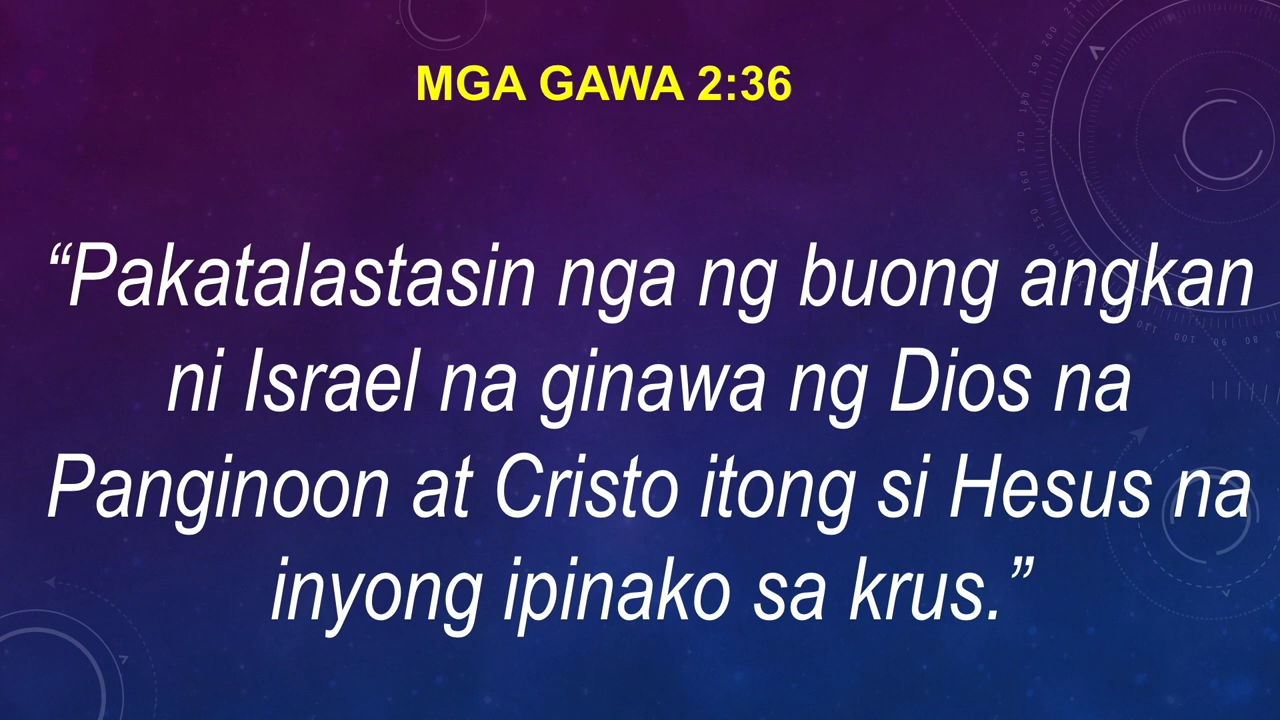 MGA GAWA 2:36
“Pakatalastasin nga ng buong angkan
ni Israel na ginawa ng Dios na
Panginoon at Cristo itong si Hesus na
inyong ipinako sa krus.”